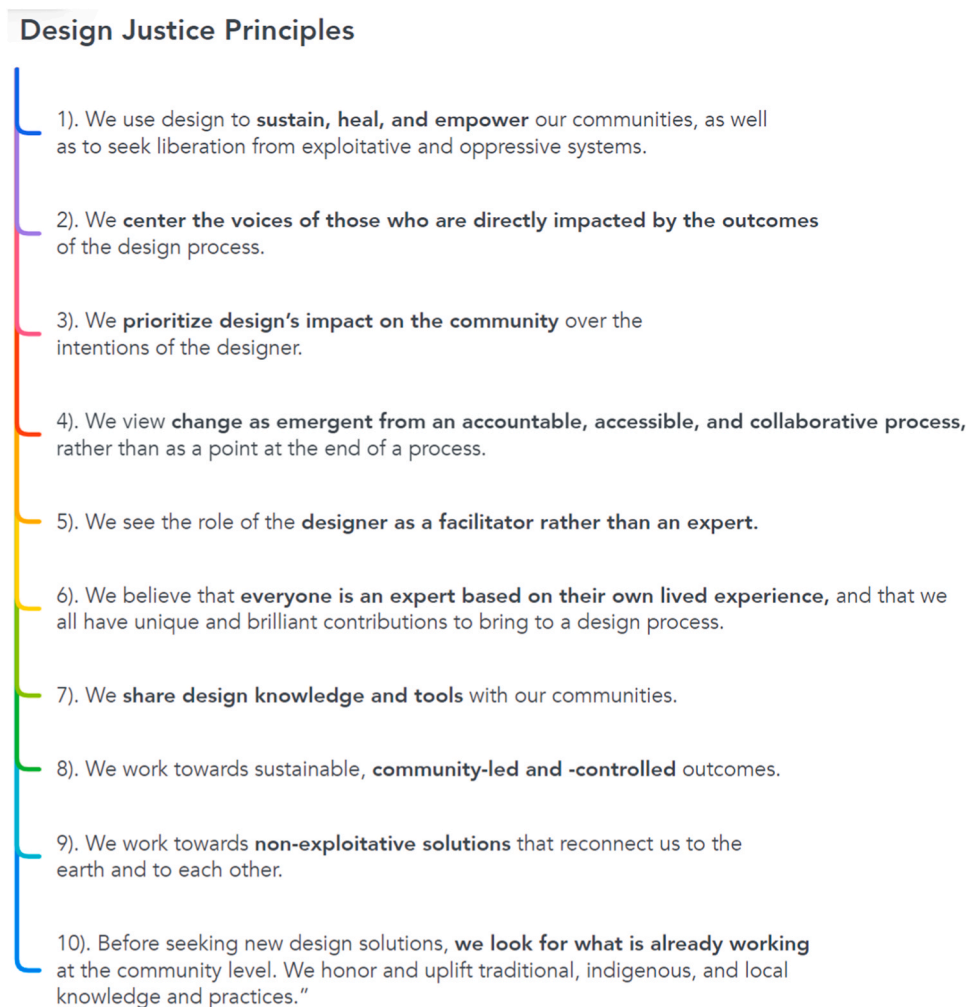 Design Justice Principles
1). We use design to sustain, heal, and empower our communities, as well
as to seek liberation from exploitative and oppressive systems.
2). We center the voices of those who are directly impacted by the outcomes
of the design process.
3). We prioritize design’s impact on the community over the
intentions of the designer.
4). We view change as emergent from an accountable, accessible, and collaborative process,
rather than as a point at the end of a process.
5). We see the role of the designer as a facilitator rather than an expert.
6). We believe that everyone is an expert based on their own lived experience, and that we
all have unique and brilliant contributions to bring to a design process.
7). We share design knowledge and tools with our communities.
8). We work towards sustainable, community-led and -controlled outcomes.
9). We work towards non-exploitative solutions that reconnect us to the
earth and to each other.
10). Before seeking new design solutions, we look for what is already working
at the community level. We honor and uplift traditional, indigenous, and local
knowledge and practices.”